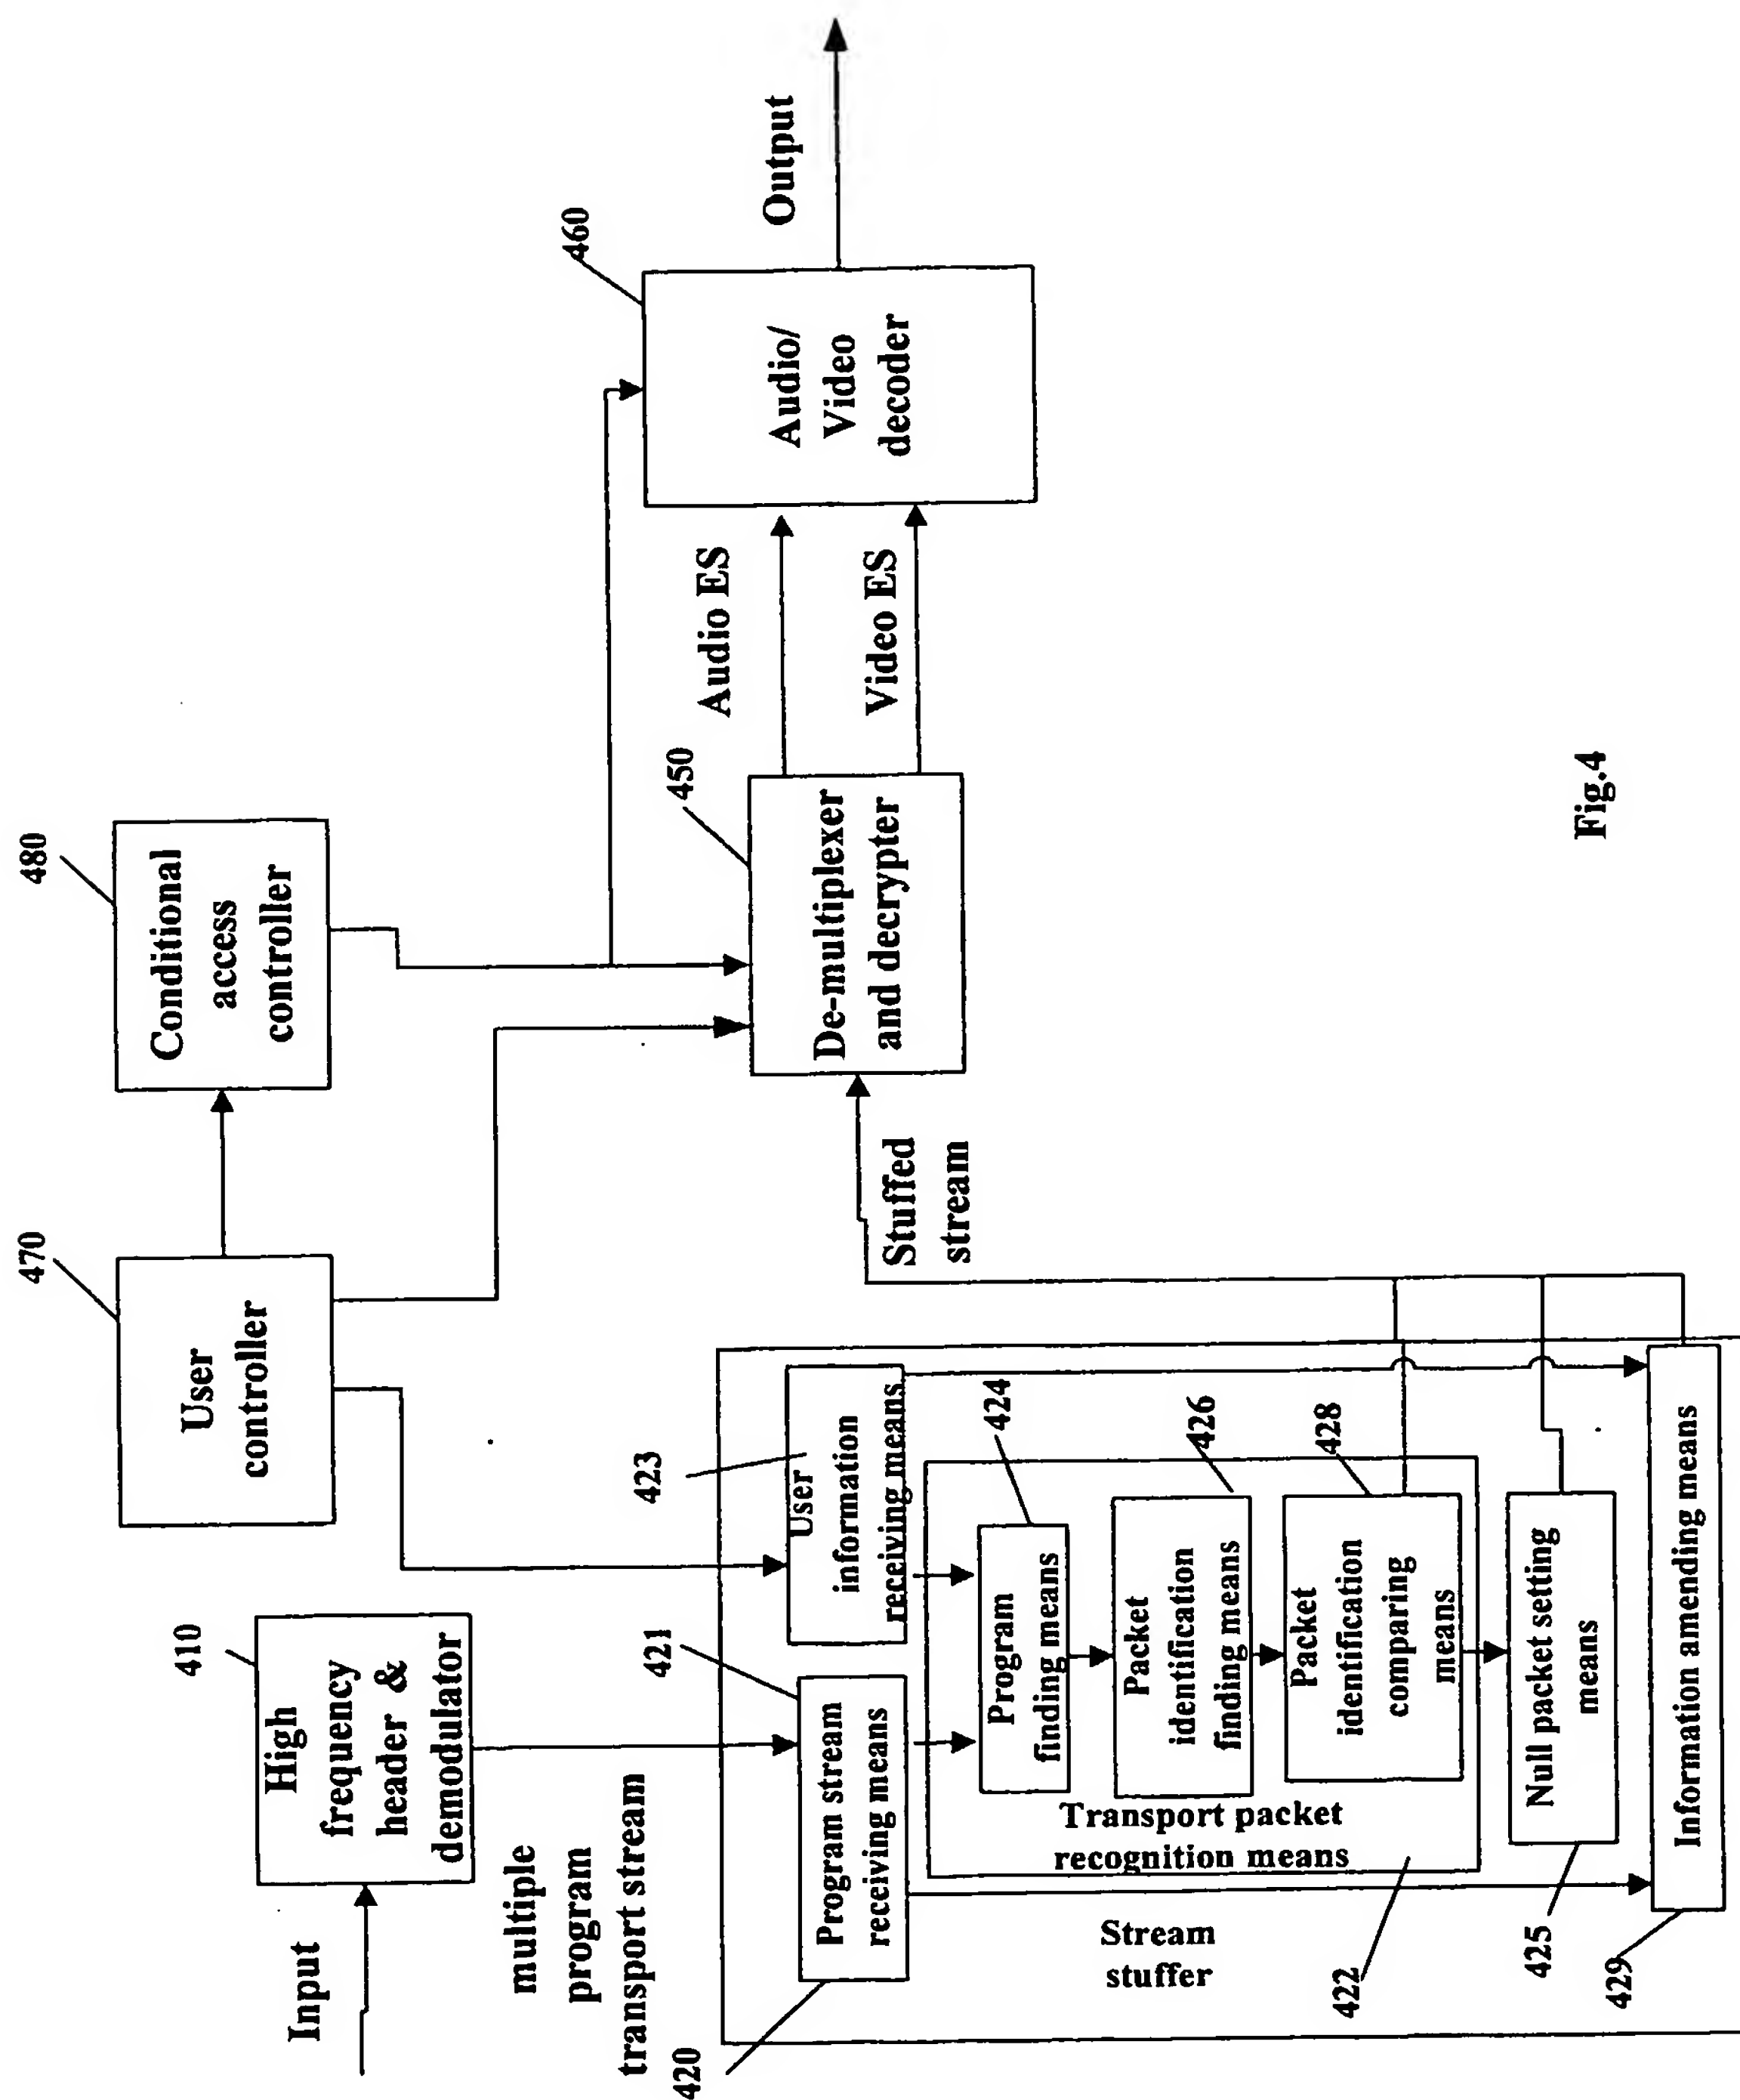 480
Conditional
access
controller
470
User
controller
460
Audio/
Video
decoder
Output
Audio ES
Video ES
450
De-multiplexer
and decrypter
Stuffed
stream
410
High
frequency
header &
demodulator
Input
multiple
program
transport stream
420
421
Program stream
receiving means
423
User
information
receiving means
424
Program
finding means
426
Packet
identification
finding means
428
Packet
identification
comparing
means
Transport packet
recognition means
422
Null packet setting
means
425
Information amending means
429
Stream
stuffer
Fig.4